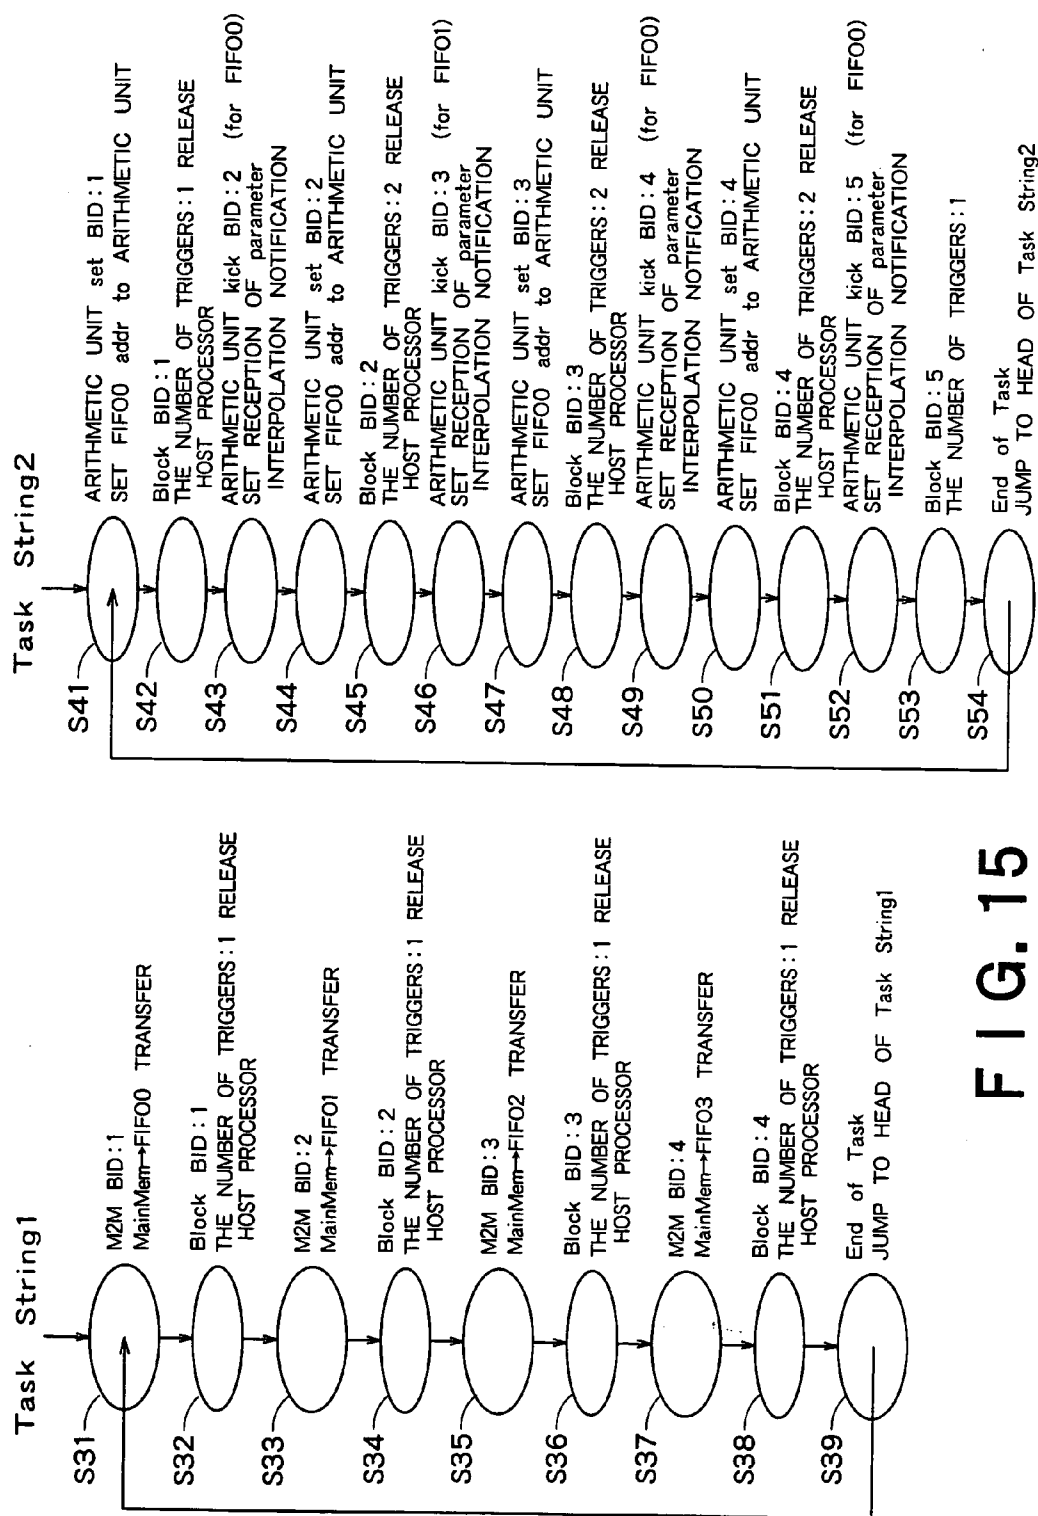 Task String1
S31
M2M BID:1
MainMem→FIFO0 TRANSFER
S32
Block BID:1
THE NUMBER OF TRIGGERS:1 RELEASE
HOST PROCESSOR
S33
M2M BID:2
MainMem→FIFO1 TRANSFER
S34
Block BID:2
THE NUMBER OF TRIGGERS:1 RELEASE
HOST PROCESSOR
S35
M2M BID:3
MainMem→FIFO2 TRANSFER
S36
Block BID:3
THE NUMBER OF TRIGGERS:1 RELEASE
HOST PROCESSOR
S37
M2M BID:4
MainMem→FIFO3 TRANSFER
S38
Block BID:4
THE NUMBER OF TRIGGERS:1 RELEASE
HOST PROCESSOR
S39
End of Task
JUMP TO HEAD OF Task String1
Task String2
S41
ARITHMETIC UNIT set BID:1
SET FIFO0 addr to ARITHMETIC UNIT
S42
Block BID:1
THE NUMBER OF TRIGGERS:1 RELEASE
HOST PROCESSOR
S43
ARITHMETIC UNIT kick BID:2 (for FIFO0)
SET RECEPTION OF parameter
INTERPOLATION NOTIFICATION
S44
ARITHMETIC UNIT set BID:2
SET FIFO0 addr to ARITHMETIC UNIT
S45
Block BID:2
THE NUMBER OF TRIGGERS:2 RELEASE
HOST PROCESSOR
S46
ARITHMETIC UNIT kick BID:3 (for FIFO1)
SET RECEPTION OF parameter
INTERPOLATION NOTIFICATION
S47
ARITHMETIC UNIT set BID:3
SET FIFO0 addr to ARITHMETIC UNIT
S48
Block BID:3
THE NUMBER OF TRIGGERS:2 RELEASE
HOST PROCESSOR
S49
ARITHMETIC UNIT kick BID:4 (for FIFO0)
SET RECEPTION OF parameter
INTERPOLATION NOTIFICATION
S50
ARITHMETIC UNIT set BID:4
SET FIFO0 addr to ARITHMETIC UNIT
S51
Block BID:4
THE NUMBER OF TRIGGERS:2 RELEASE
HOST PROCESSOR
S52
ARITHMETIC UNIT kick BID:5 (for FIFO0)
SET RECEPTION OF parameter.
INTERPOLATION NOTIFICATION
S53
Block BID:5
THE NUMBER OF TRIGGERS:1
S54
End of Task
JUMP TO HEAD OF Task String2
FIG. 15